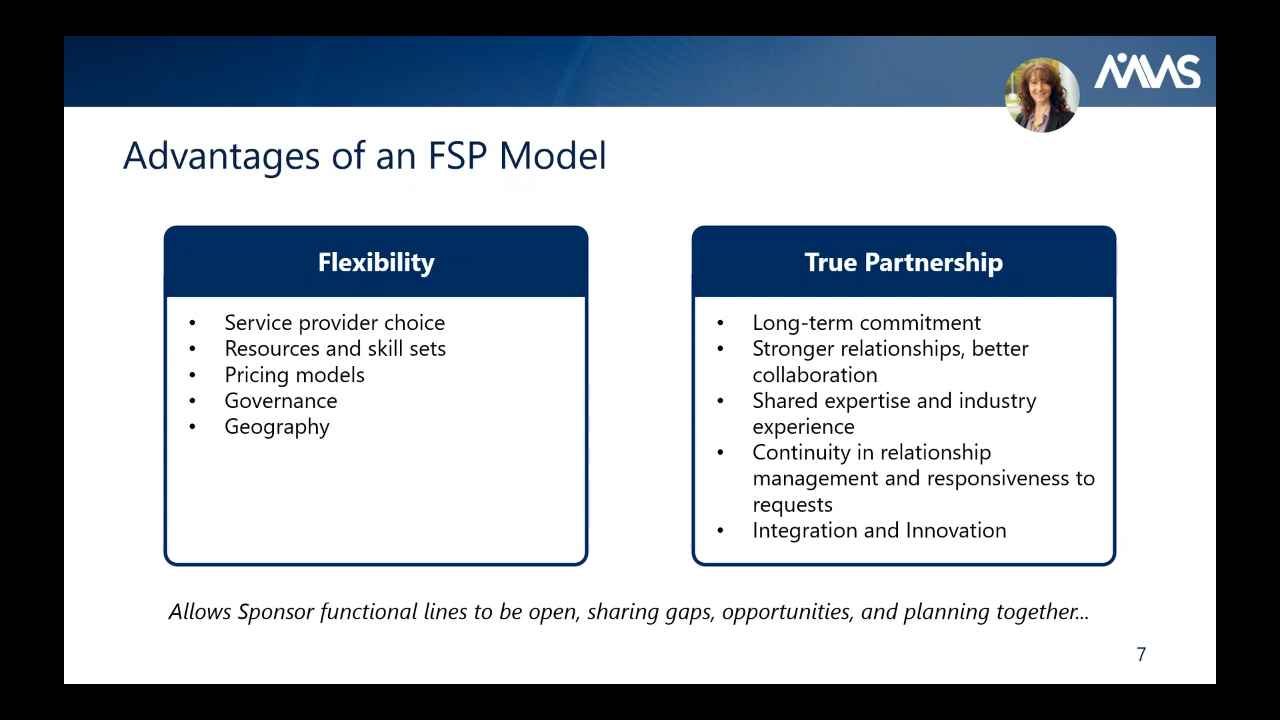 MMS
Advantages of an FSP Model
Flexibility
• Service provider choice
• Resources and skill sets
• Pricing models
• Governance
• Geography
True Partnership
• Long-term commitment
• Stronger relationships, better
collaboration
• Shared expertise and industry
experience
• Continuity in relationship
management and responsiveness to
requests
• Integration and Innovation
Allows Sponsor functional lines to be open, sharing gaps, opportunities, and planning together...
7